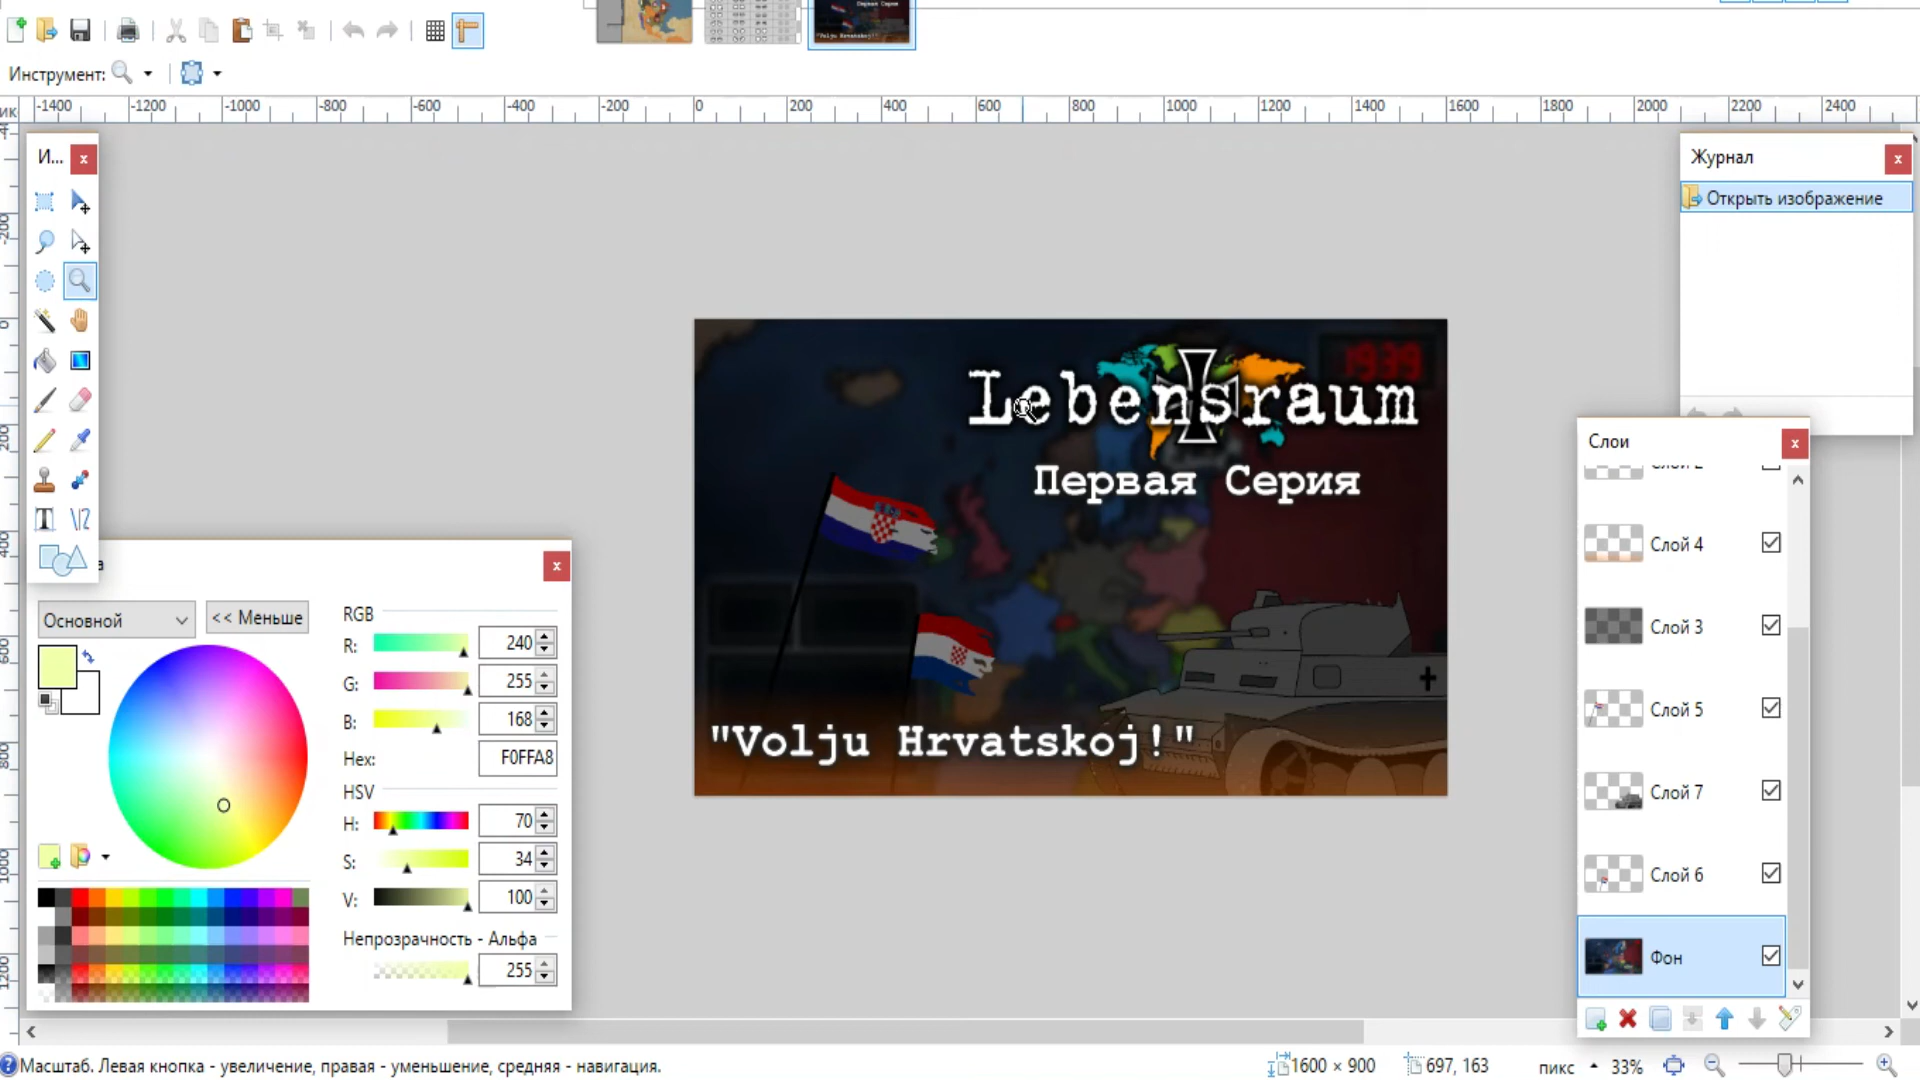 Инструмент:
-1400 -1200 -1000 -800 -600 -400 -200 0 200 400 600 800 1000 1200 1400 1600 1800 2000 2200 2400
И...
Журнал
Открыть изображение
1939
Lebensraum
Первая Серия
"Volju Hrvatskoj!"
Основной
<< Меньше
RGB
R: 240
G: 255
B: 168
Hex: F0FFA8
HSV
H: 70
S: 34
V: 100
Непрозрачность - Альфа
255
Слои
Слой 4
Слой 3
Слой 5
Слой 7
Слой 6
Фон
Масштаб. Левая кнопка - увеличение, правая - уменьшение, средняя - навигация.
1600 × 900
697, 163
пикс
33%